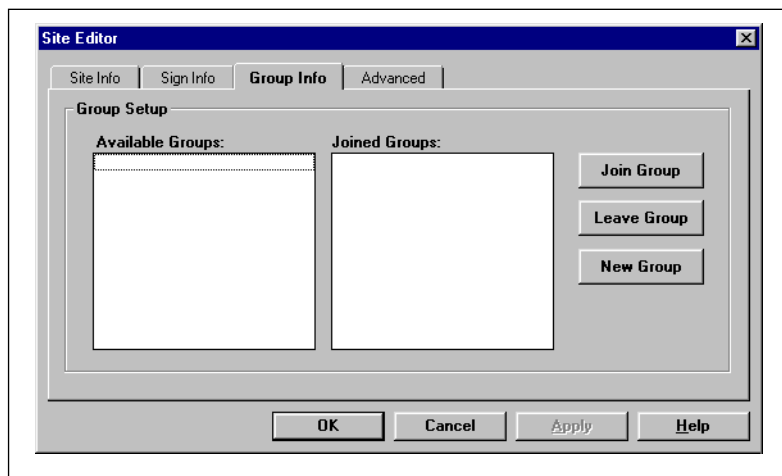 Site Editor
Site Info Sign Info Group Info Advanced
Group Setup
Available Groups: Joined Groups:
Join Group
Leave Group
New Group
OK Cancel Apply Help